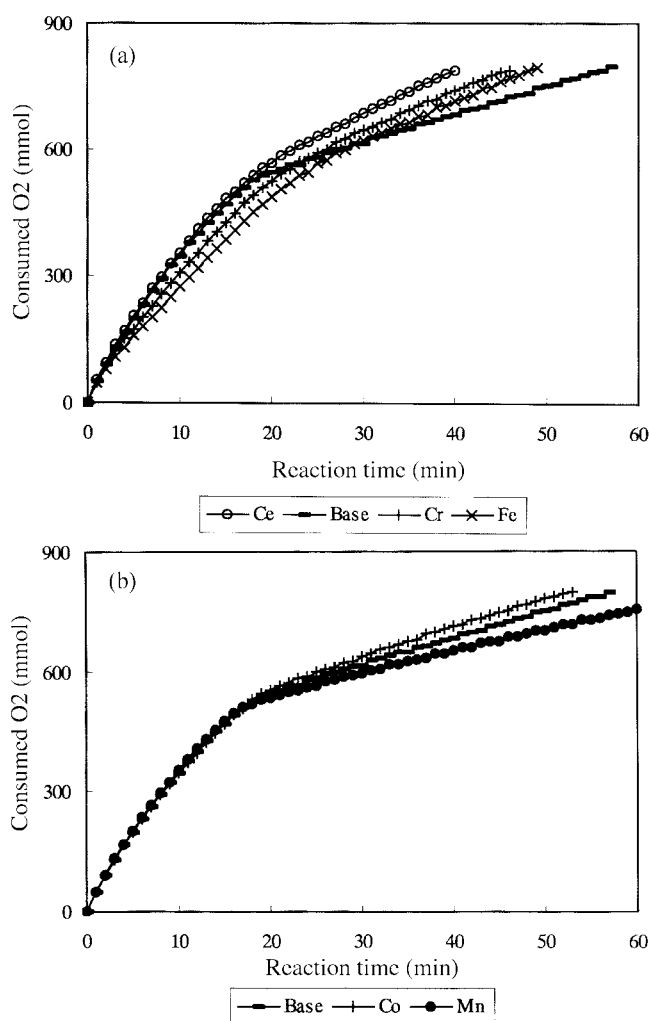 (a)
900
600
300
0
Consumed O2 (mmol)
0 10 20 30 40 50 60
Reaction time (min)
Ce Base Cr Fe
(b)
900
600
300
0
Consumed O2 (mmol)
0 10 20 30 40 50 60
Reaction time (min)
Base Co Mn